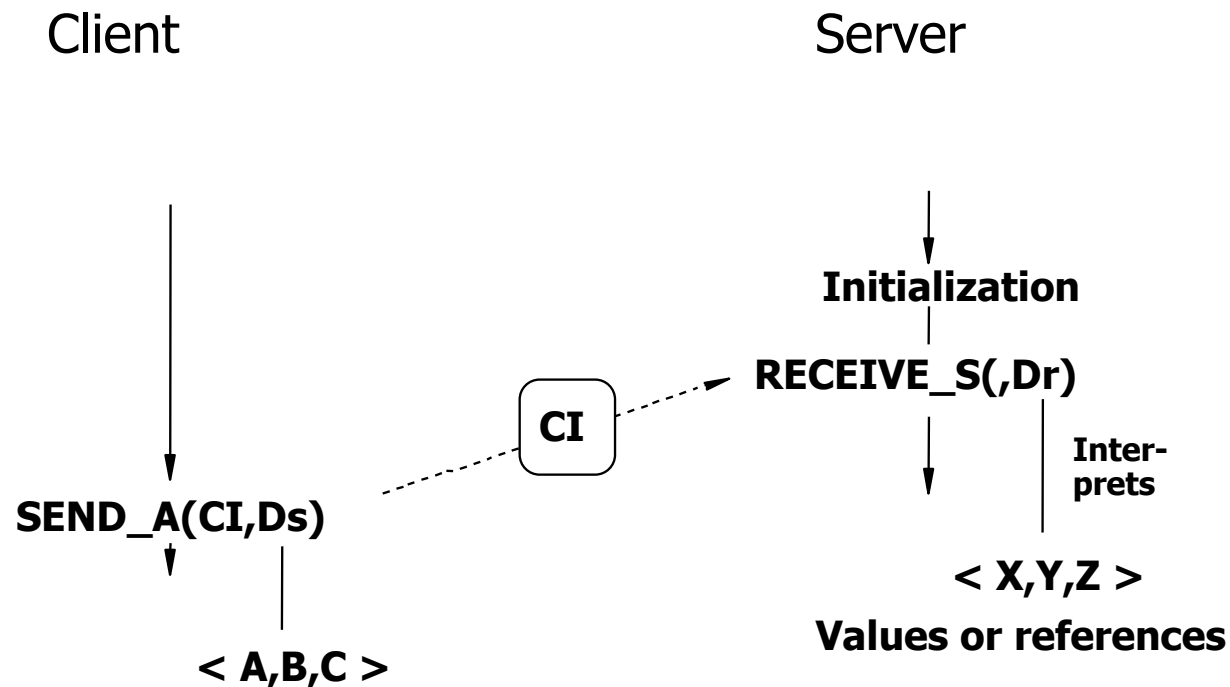 Client
Server
Initialization
RECEIVE_S(,Dr)
CI
Inter-
prets
SEND_A(CI,Ds)
< X,Y,Z >
Values or references
< A,B,C >